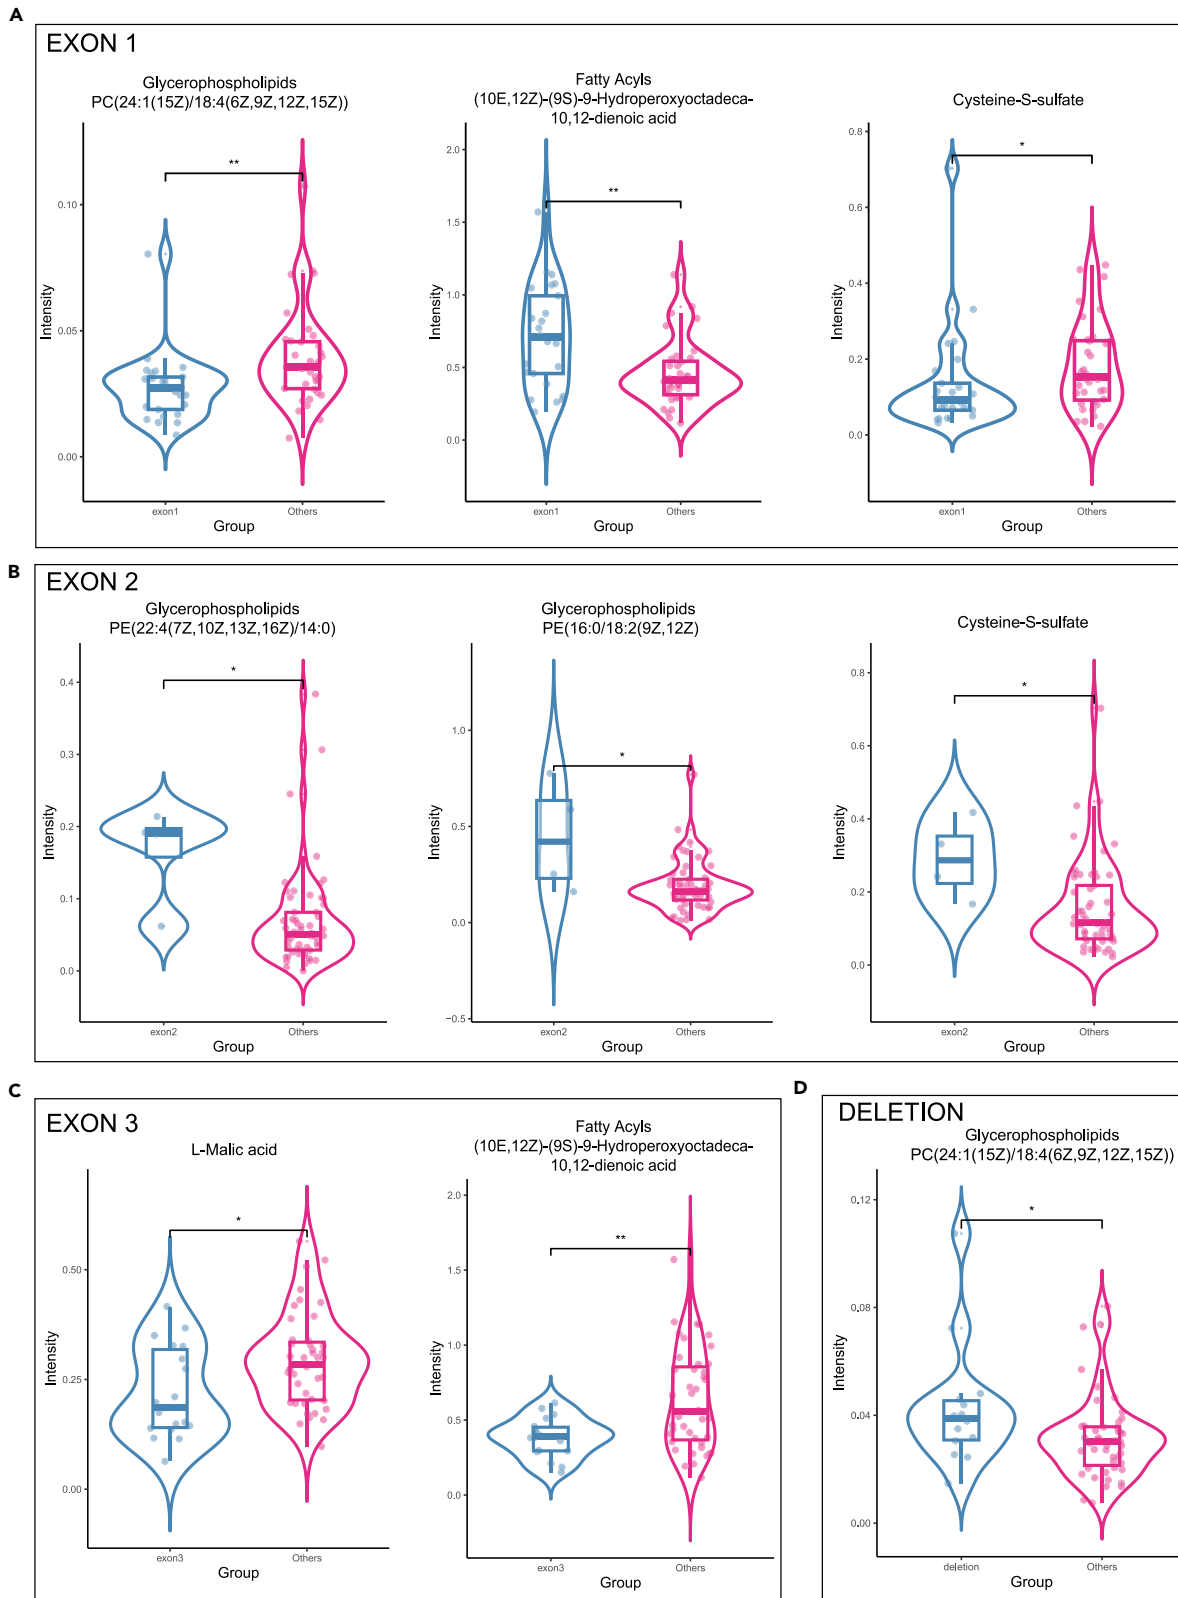 A
EXON 1
Glycerophospholipids
PC(24:1(15Z)/18:4(6Z,9Z,12Z,15Z))
**
Intensity
0.10
0.05
0.00
exon1
Others
Group
Fatty Acyls
(10E,12Z)-(9S)-9-Hydroperoxyoctadeca-
10,12-dienoic acid
**
Intensity
2.0
1.5
1.0
0.5
0.0
exon1
Others
Group
Cysteine-S-sulfate
*
Intensity
0.8
0.6
0.4
0.2
0.0
exon1
Others
Group
B
EXON 2
Glycerophospholipids
PE(22:4(7Z,10Z,13Z,16Z)/14:0)
*
Intensity
0.4
0.3
0.2
0.1
0.0
exon2
Others
Group
Glycerophospholipids
PE(16:0/18:2(9Z,12Z)
*
Intensity
1.0
0.5
0.0
−0.5
exon2
Others
Group
Cysteine-S-sulfate
*
Intensity
0.8
0.6
0.4
0.2
0.0
exon2
Others
Group
C
EXON 3
L-Malic acid
*
Intensity
0.50
0.25
0.00
exon3
Others
Group
Fatty Acyls
(10E,12Z)-(9S)-9-Hydroperoxyoctadeca-
10,12-dienoic acid
**
Intensity
2.0
1.5
1.0
0.5
0.0
exon3
Others
Group
D
DELETION
Glycerophospholipids
PC(24:1(15Z)/18:4(6Z,9Z,12Z,15Z))
*
Intensity
0.12
0.08
0.04
0.00
deletion
Others
Group